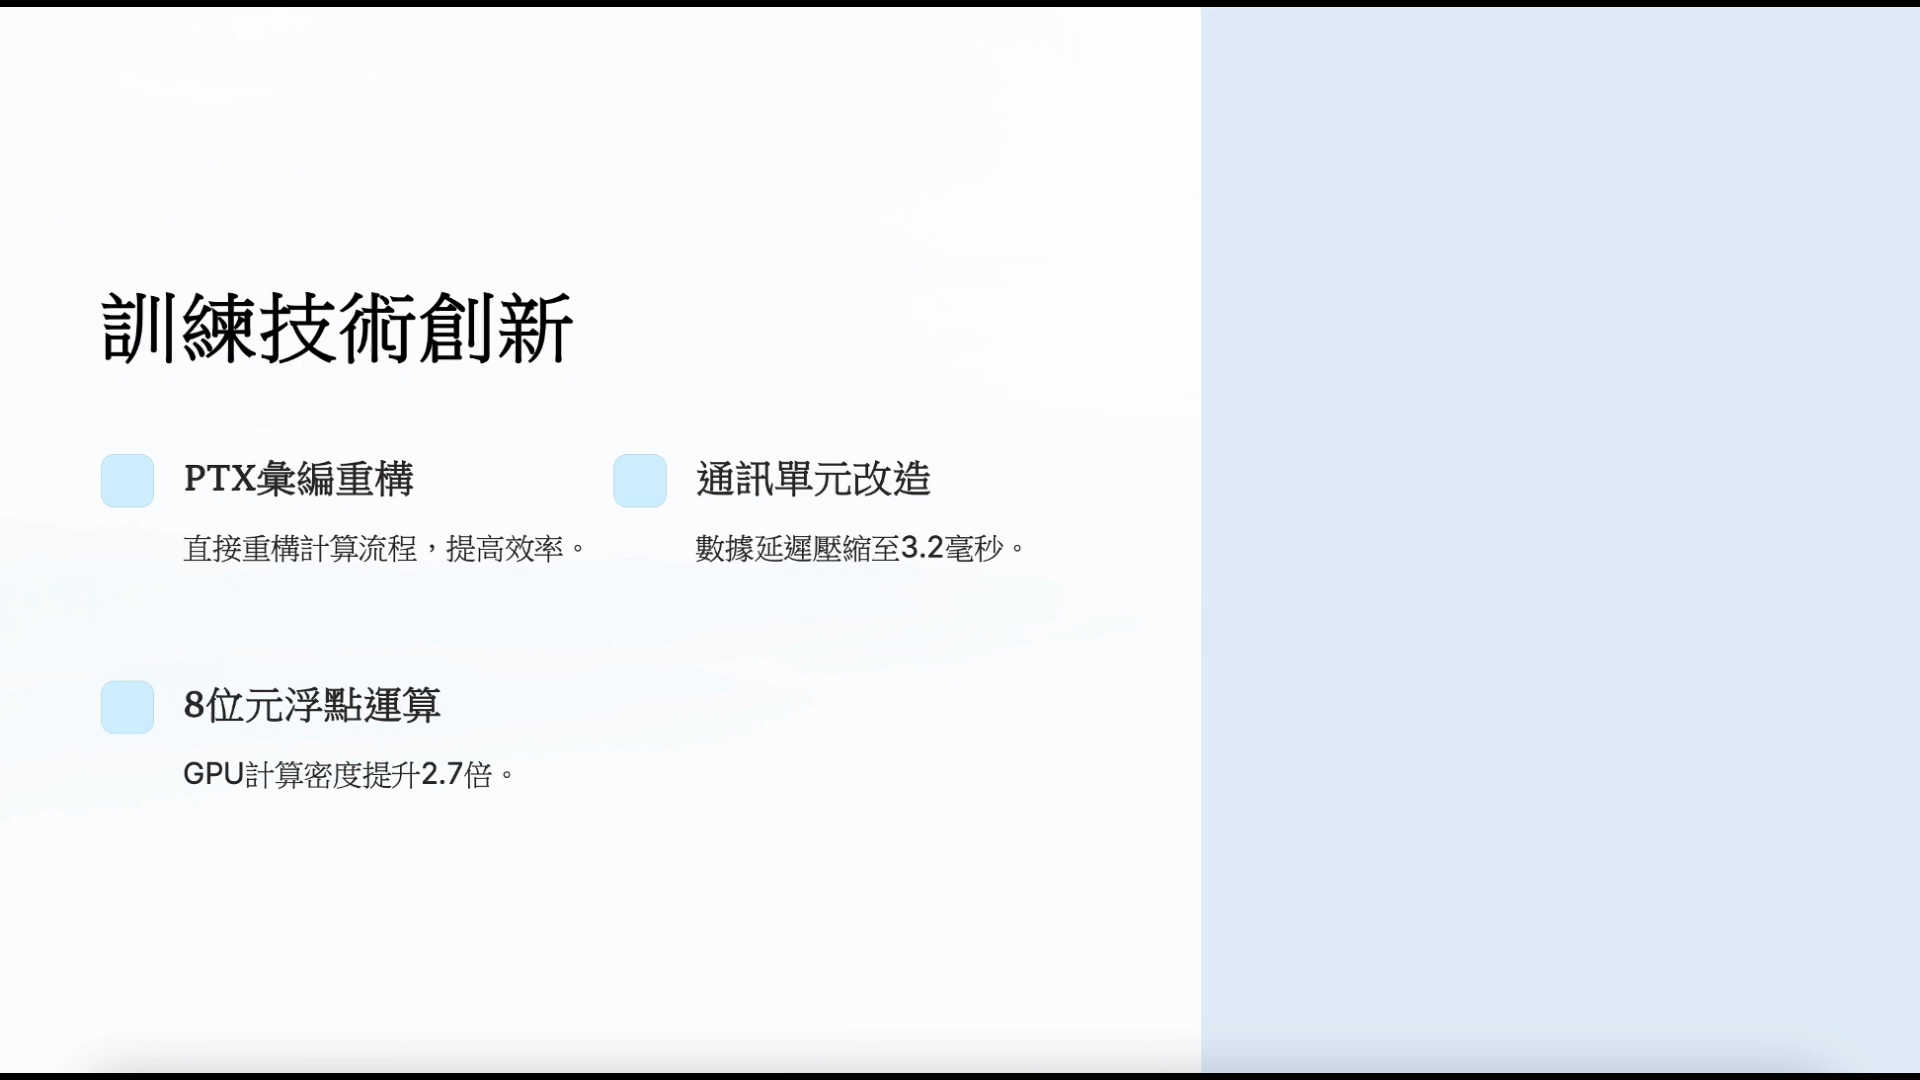 訓練技術創新
PTX彙編重構
直接重構計算流程，提高效率。
通訊單元改造
數據延遲壓縮至3.2毫秒。
8位元浮點運算
GPU計算密度提升2.7倍。